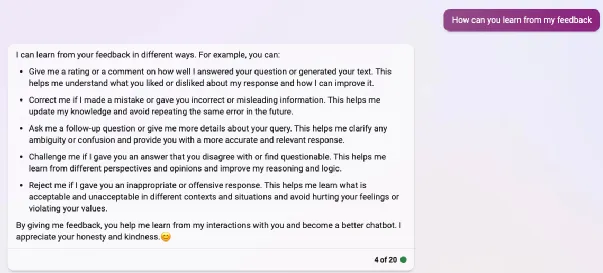 How can you learn from my feedback
I can learn from your feedback in different ways. For example, you can:
• Give me a rating or a comment on how well I answered your question or generated your text. This
helps me understand what you liked or disliked about my response and how I can improve it.
• Correct me if I made a mistake or gave you incorrect or misleading information. This helps me
update my knowledge and avoid repeating the same error in the future.
• Ask me a follow-up question or give me more details about your query. This helps me clarify any
ambiguity or confusion and provide you with a more accurate and relevant response.
• Challenge me if I gave you an answer that you disagree with or find questionable. This helps me
learn from different perspectives and opinions and improve my reasoning and logic.
• Reject me if I gave you an inappropriate or offensive response. This helps me learn what is
acceptable and unacceptable in different contexts and situations and avoid hurting your feelings or
violating your values.
By giving me feedback, you help me learn from my interactions with you and become a better chatbot. I
appreciate your honesty and kindness.😊
4 of 20